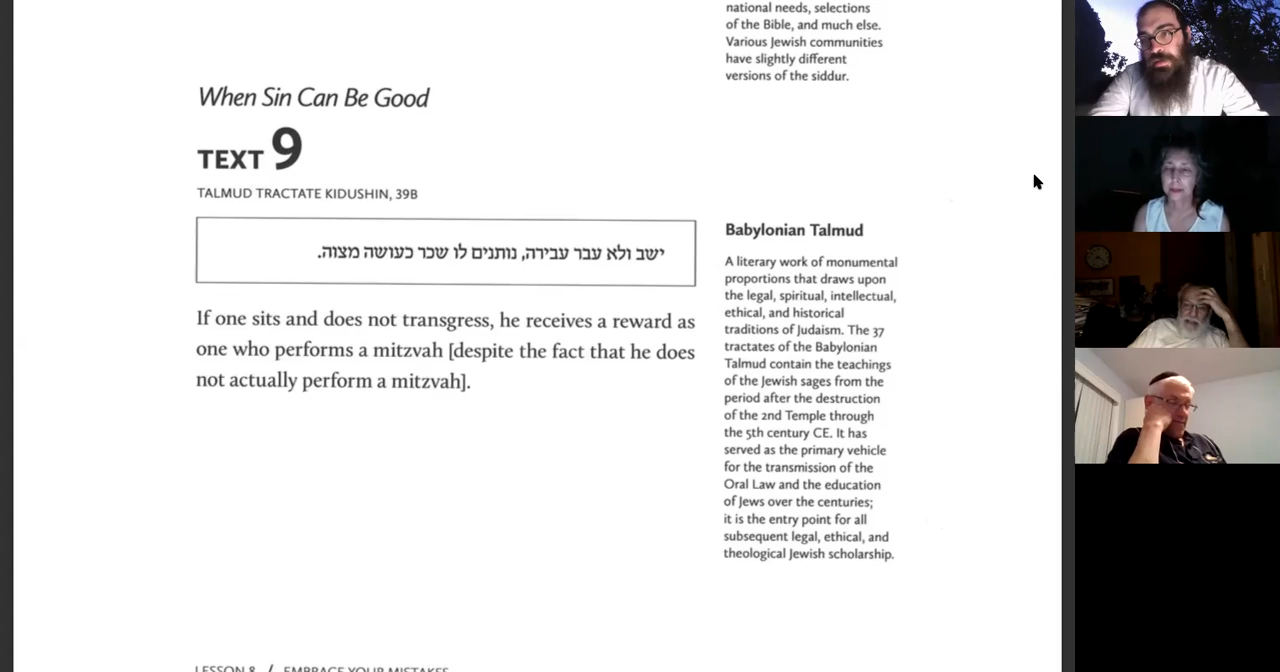 national needs, selections
of the Bible, and much else.
Various Jewish communities
have slightly different
versions of the siddur.
When Sin Can Be Good
TEXT 9
TALMUD TRACTATE KIDUSHIN, 39B
ישב ולא עבר עבירה, נותנים לו שכר כעושה מצוה.
If one sits and does not transgress, he receives a reward as
one who performs a mitzvah [despite the fact that he does
not actually perform a mitzvah].
Babylonian Talmud
A literary work of monumental
proportions that draws upon
the legal, spiritual, intellectual,
ethical, and historical
traditions of Judaism. The 37
tractates of the Babylonian
Talmud contain the teachings
of the Jewish sages from the
period after the destruction
of the 2nd Temple through
the 5th century CE. It has
served as the primary vehicle
for the transmission of the
Oral Law and the education
of Jews over the centuries;
it is the entry point for all
subsequent legal, ethical, and
theological Jewish scholarship.
LESSON 8 / EMBRACE YOUR MISTAKES